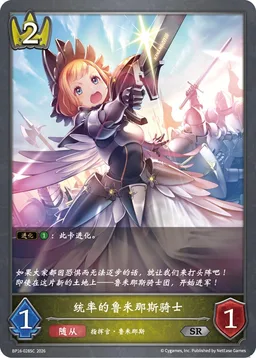 2
进化 1 : 此卡进化。
如果大家都因恐惧而无法迈步的话，就让我们来打头阵吧！
即使在这片新的土地上——鲁米那斯骑士团，开始进军！
统率的鲁米那斯骑士
1
随从
指挥官·鲁米那斯
SR
1
© Cygames, Inc. Published by NetEase Games